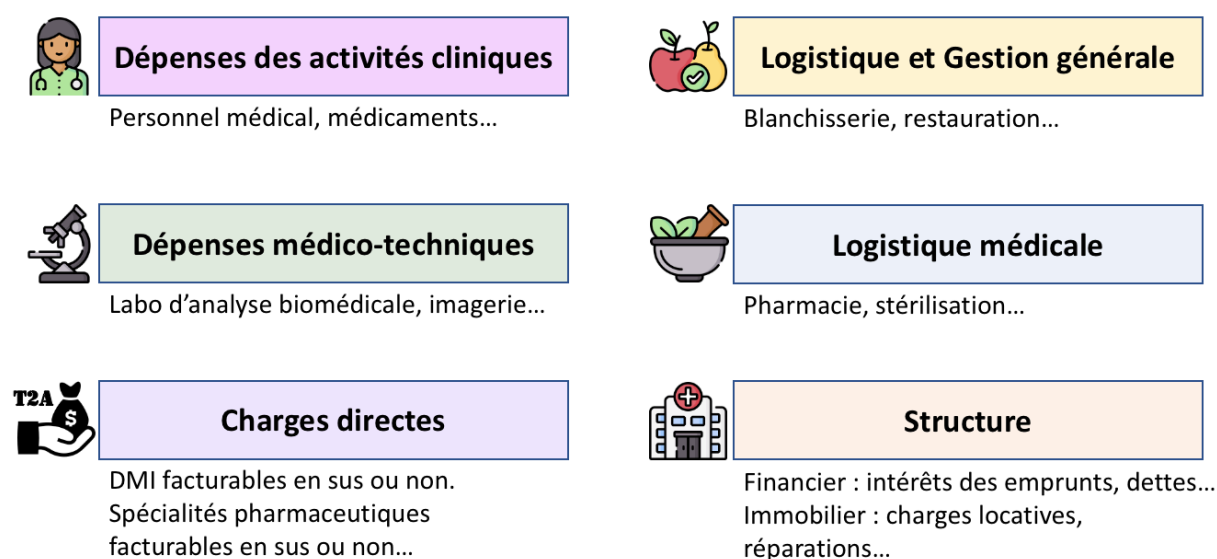 Dépenses des activités cliniques
Personnel médical, médicaments...
Logistique et Gestion générale
Blanchisserie, restauration...
Dépenses médico-techniques
Labo d’analyse biomédicale, imagerie...
Logistique médicale
Pharmacie, stérilisation...
T2A
$
Charges directes
DMI facturables en sus ou non.
Spécialités pharmaceutiques
facturables en sus ou non...
Structure
Financier : intérêts des emprunts, dettes...
Immobilier : charges locatives,
réparations...